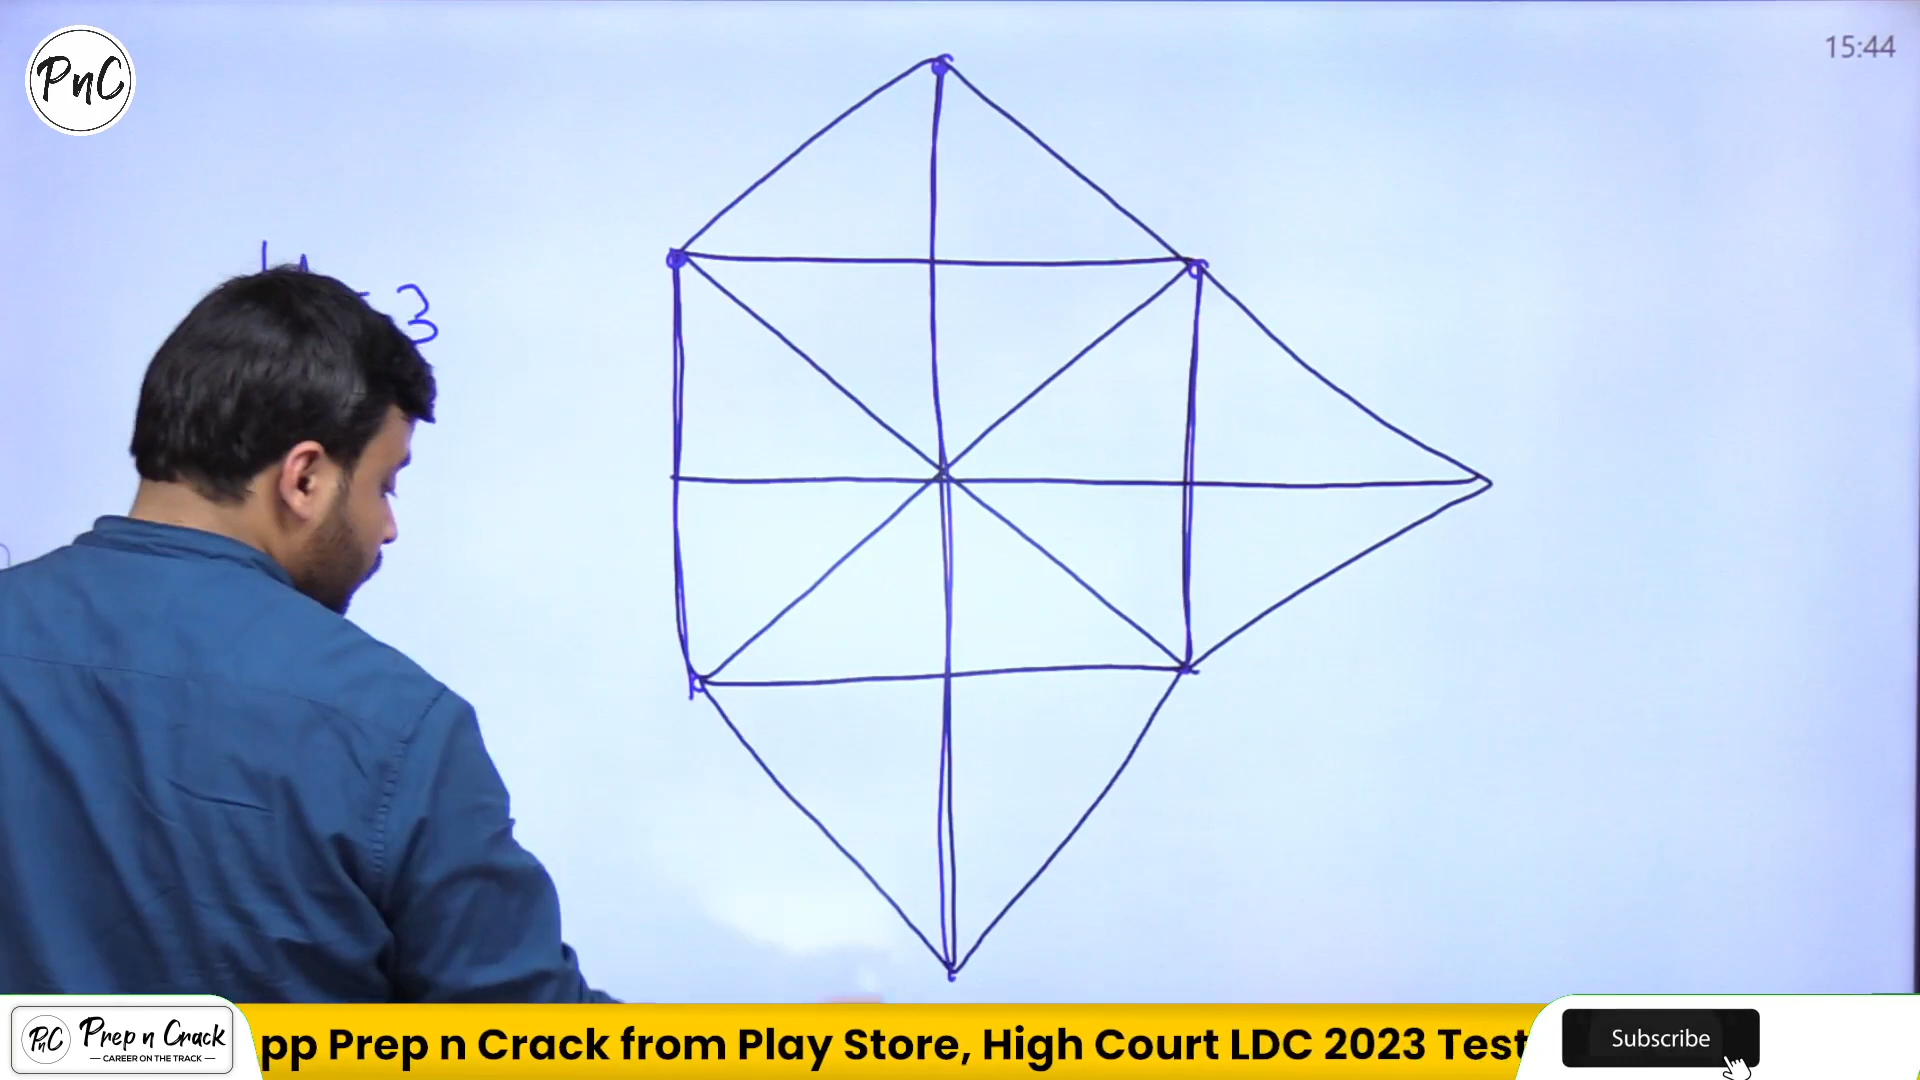 PnC
15:44
3
PnC Prep n Crack
CAREER ON THE TRACK
pp Prep n Crack from Play Store, High Court LDC 2023 Test
Subscribe